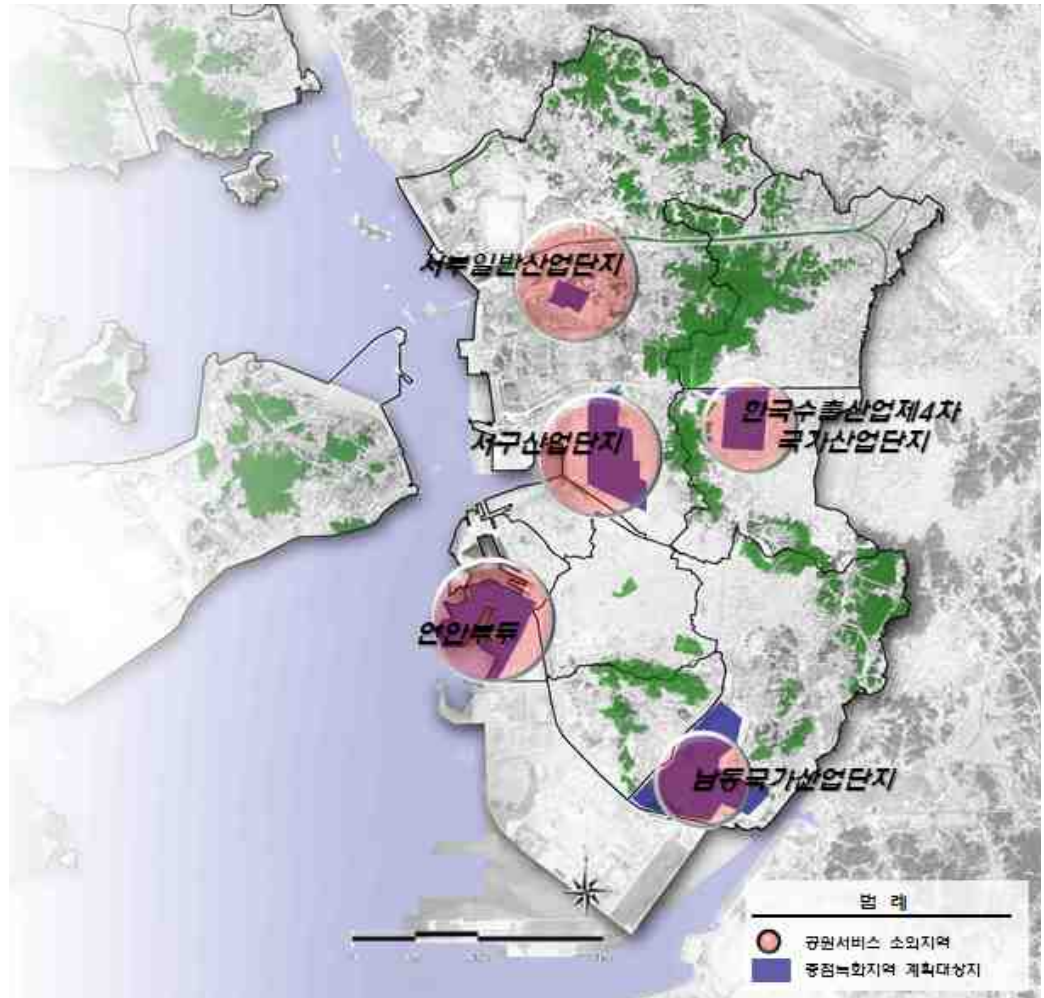 서부일반산업단지
한국수출산업제4차
국가산업단지
서구산업단지
연안부두
남동국가산업단지
범 례
공원서비스 소외지역
중점녹화지역 계획대상지